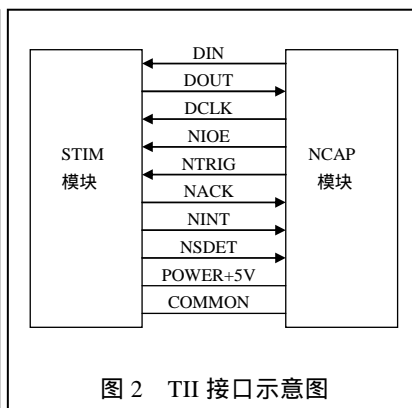 DIN
DOUT
DCLK
NIOE
NTRIG
NACK
NINT
NSDET
POWER+5V
COMMON
STIM
模块
NCAP
模块
图 2 TII 接口示意图